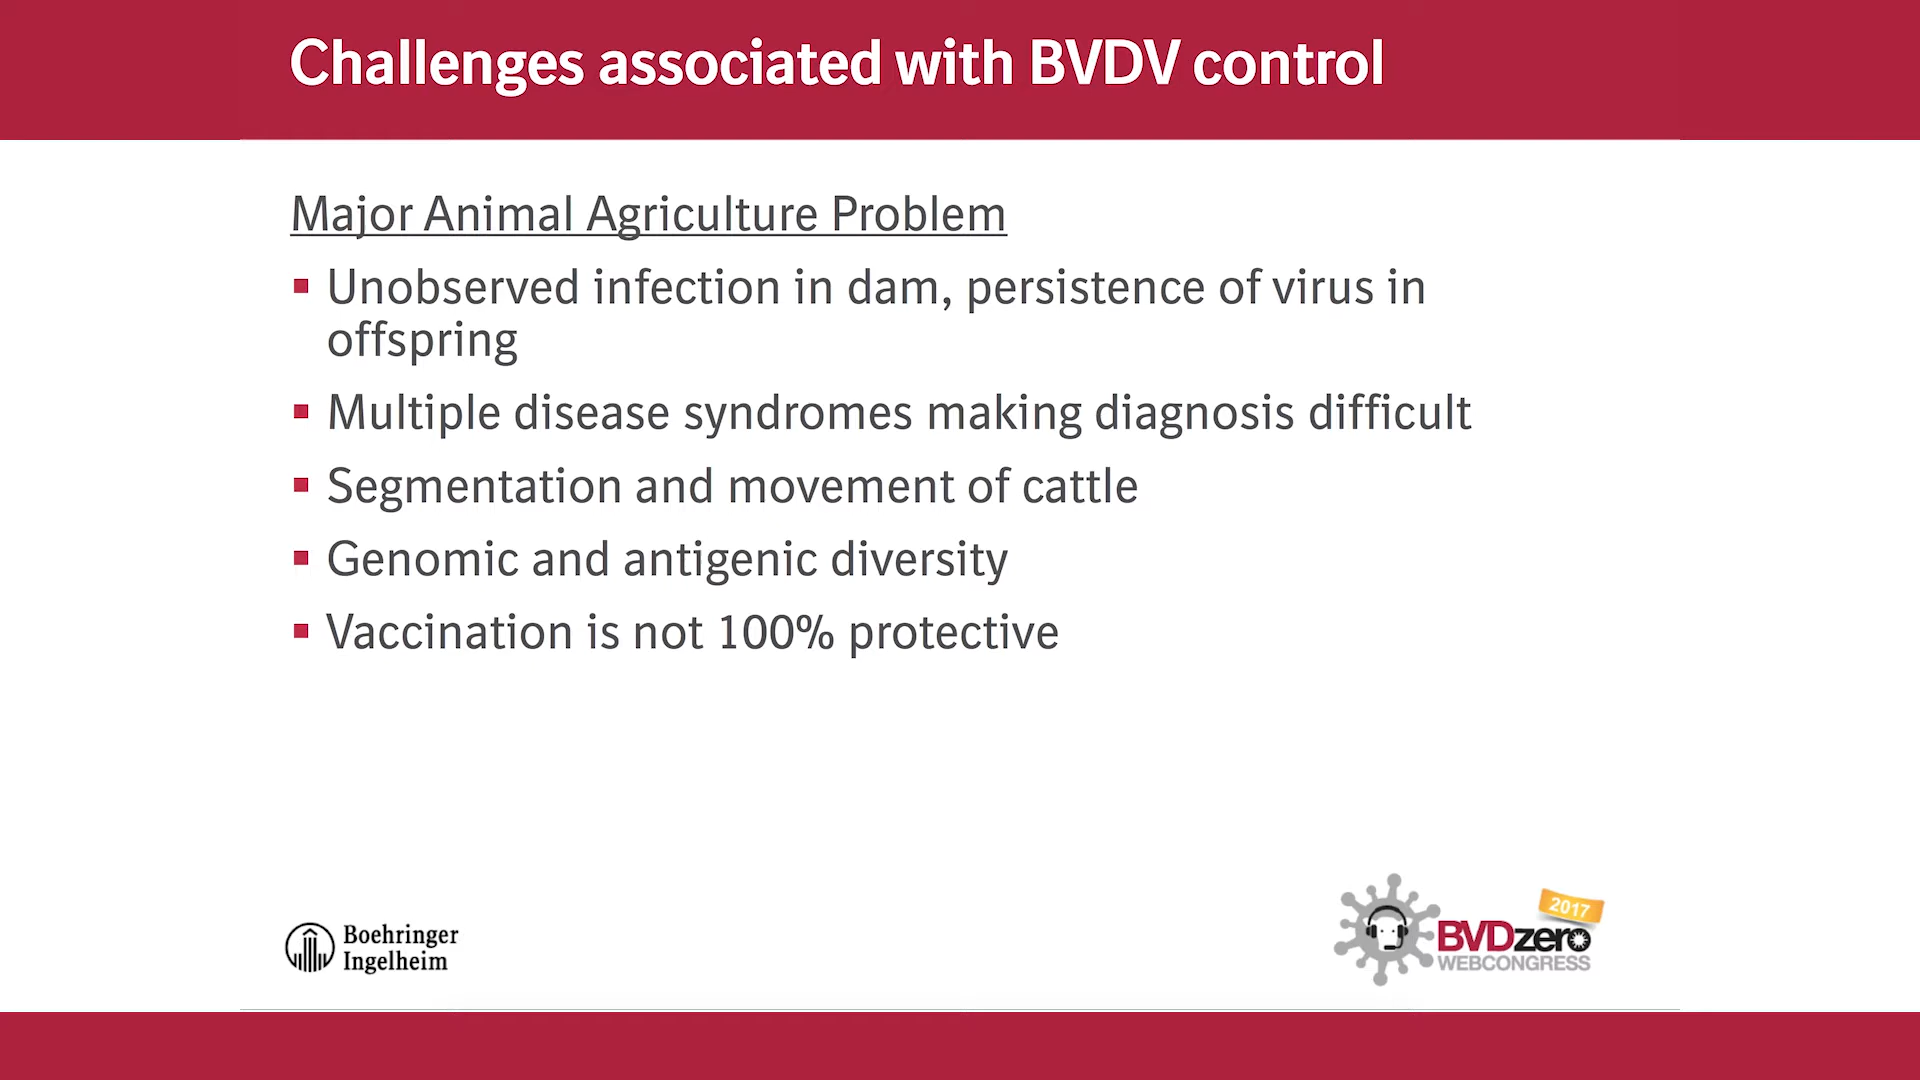 Challenges associated with BVDV control
Major Animal Agriculture Problem
▪ Unobserved infection in dam, persistence of virus in
offspring
▪ Multiple disease syndromes making diagnosis difficult
▪ Segmentation and movement of cattle
▪ Genomic and antigenic diversity
▪ Vaccination is not 100% protective
Boehringer
Ingelheim
2017
BVDzero
WEBCONGRESS